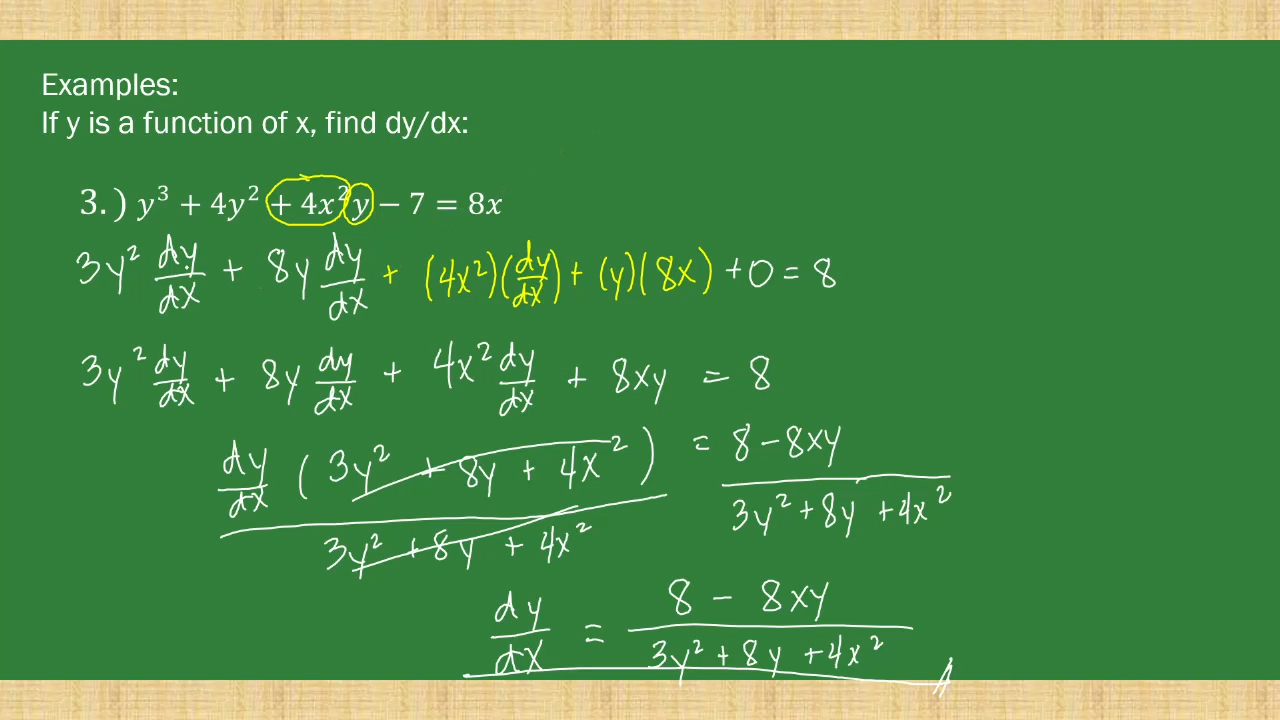 Examples:
If y is a function of x, find dy/dx:
3.) y³ + 4y² + 4x²y − 7 = 8x
3y² dy/dx + 8y dy/dx + (4x²)(dy/dx) + (y)(8x) + 0 = 8
3y² dy/dx + 8y dy/dx + 4x² dy/dx + 8xy = 8
dy/dx (3y² + 8y + 4x²) / 3y² + 8y + 4x² = 8 − 8xy / 3y² + 8y + 4x²
dy/dx = 8 − 8xy / 3y² + 8y + 4x²